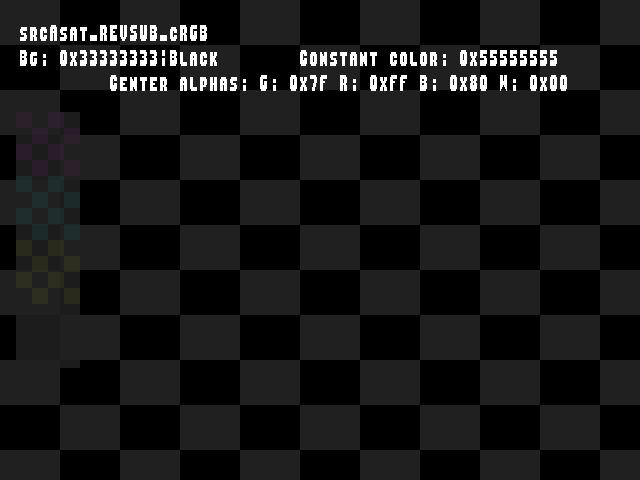 srcAsat_REVSUB_cRGB
Bg: 0x33333333;Black Constant color: 0x55555555
Center alphas: G: 0x7f R: 0xff B: 0x80 W: 0x00